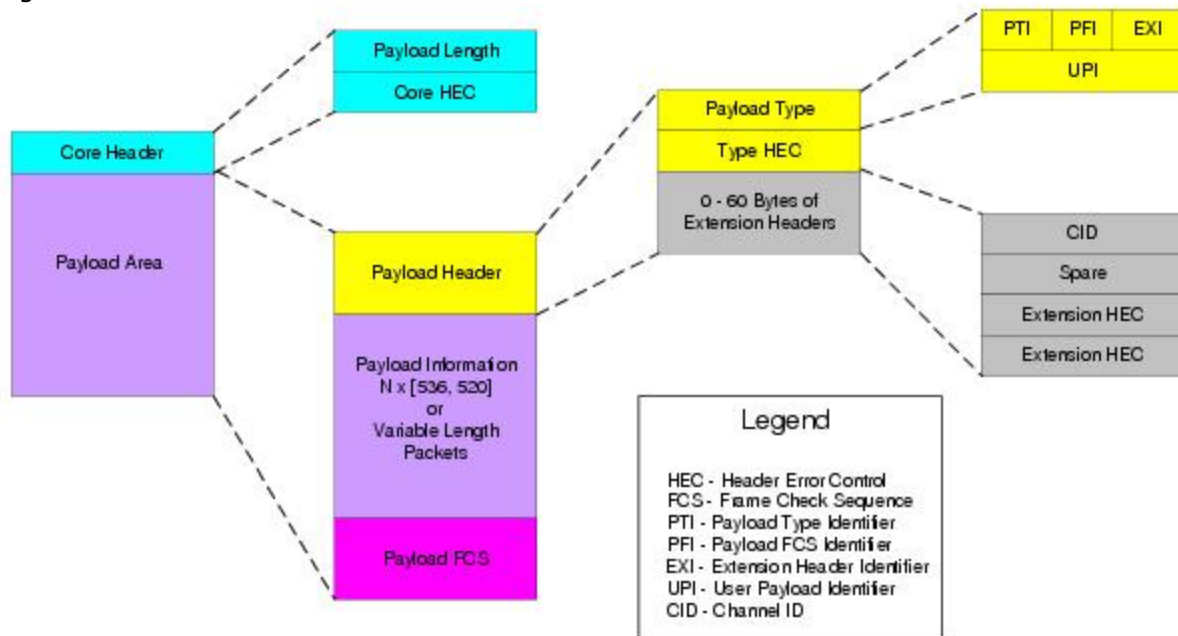 Core Header
Payload Area
Payload Length
Core HEC
Payload Header
Payload Information
N x [536, 520]
or
Variable Length
Packets
Payload FCS
Payload Type
Type HEC
0 - 60 Bytes of
Extension Headers
PTI PFI EXI
UPI
CID
Spare
Extension HEC
Extension HEC
Legend
HEC - Header Error Control
FCS - Frame Check Sequence
PTI - Payload Type Identifier
PFI - Payload FCS Identifier
EXI - Extension Header Identifier
UPI - User Payload Identifier
CID - Channel ID